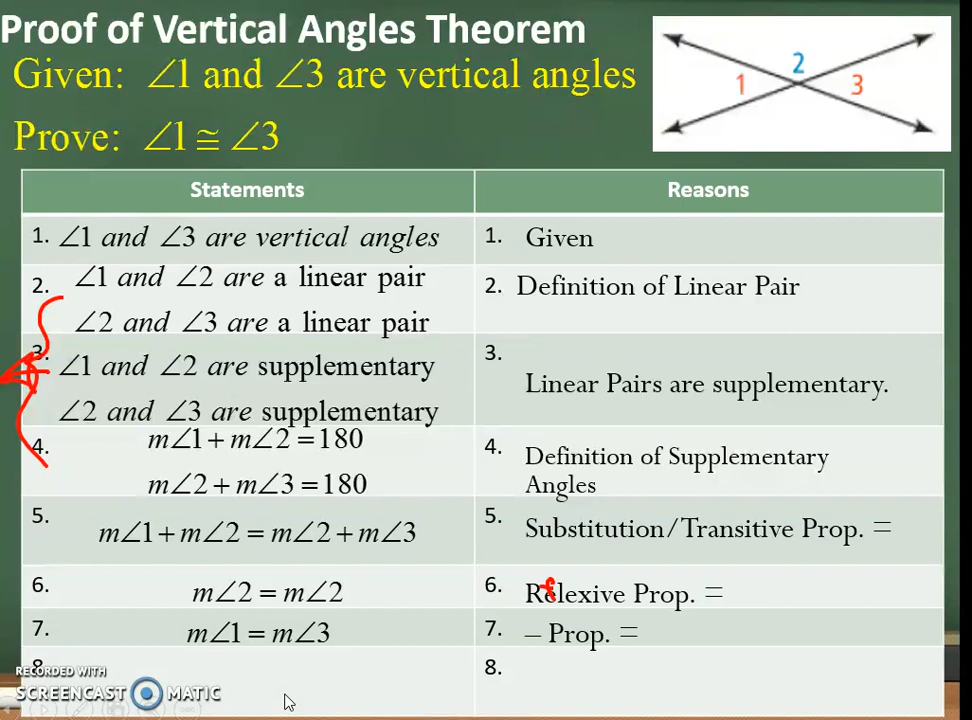 Proof of Vertical Angles Theorem
Given: ∠1 and ∠3 are vertical angles
Prove: ∠1 ≅ ∠3
1 2 3
Statements Reasons
1. ∠1 and ∠3 are vertical angles 1. Given
2. ∠1 and ∠2 are a linear pair 2. Definition of Linear Pair
∠2 and ∠3 are a linear pair
3. ∠1 and ∠2 are supplementary 3. Linear Pairs are supplementary.
∠2 and ∠3 are supplementary
4. m∠1 + m∠2 = 180 4. Definition of Supplementary
m∠2 + m∠3 = 180 Angles
5. m∠1 + m∠2 = m∠2 + m∠3 5. Substitution/Transitive Prop. =
6. m∠2 = m∠2 6. Refelexive Prop. =
7. m∠1 = m∠3 7. – Prop. =
8. 8.
RECORDED WITH
SCREENCAST MATIC